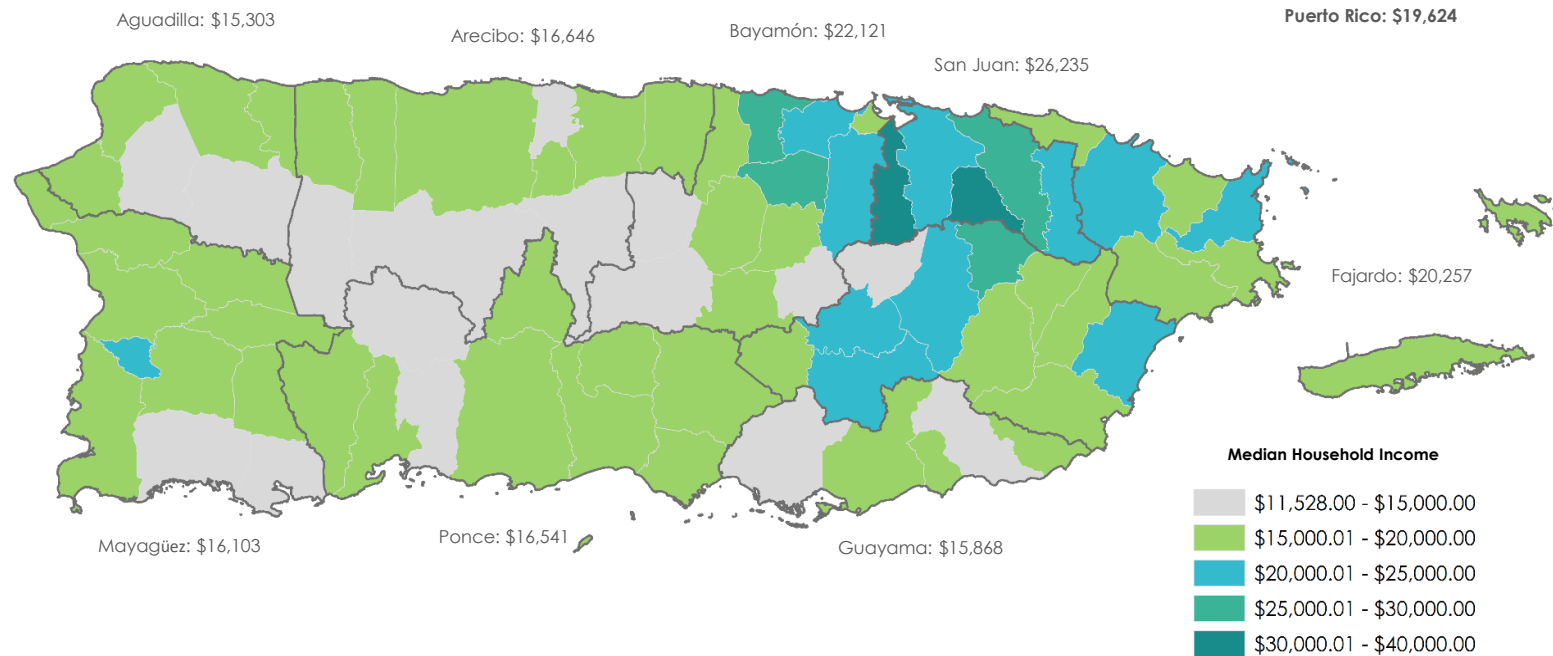 Aguadilla: $15,303
Arecibo: $16,646
Bayamón: $22,121
Puerto Rico: $19,624
San Juan: $26,235
Fajardo: $20,257
Mayagüez: $16,103
Ponce: $16,541
Guayama: $15,868
Median Household Income
$11,528.00 - $15,000.00
$15,000.01 - $20,000.00
$20,000.01 - $25,000.00
$25,000.01 - $30,000.00
$30,000.01 - $40,000.00